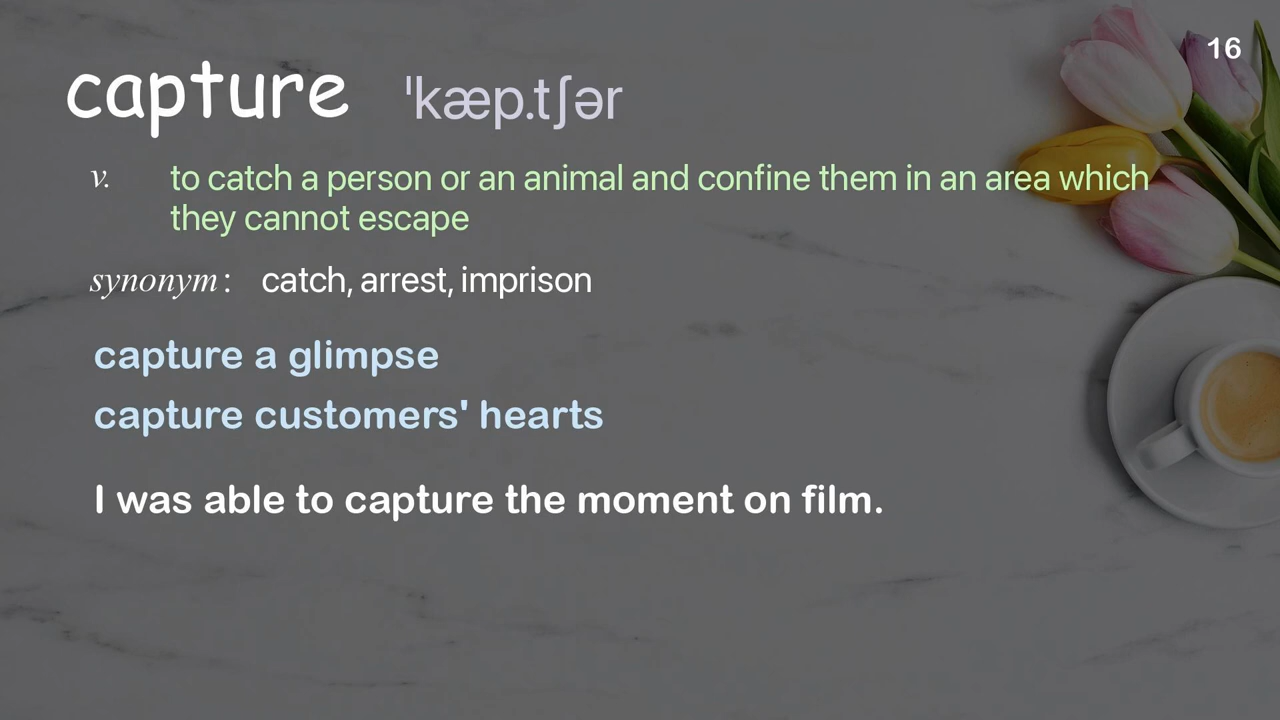 16
capture ˈkæp.tʃər
v. to catch a person or an animal and confine them in an area which
they cannot escape
synonym: catch, arrest, imprison
capture a glimpse
capture customers' hearts
I was able to capture the moment on film.